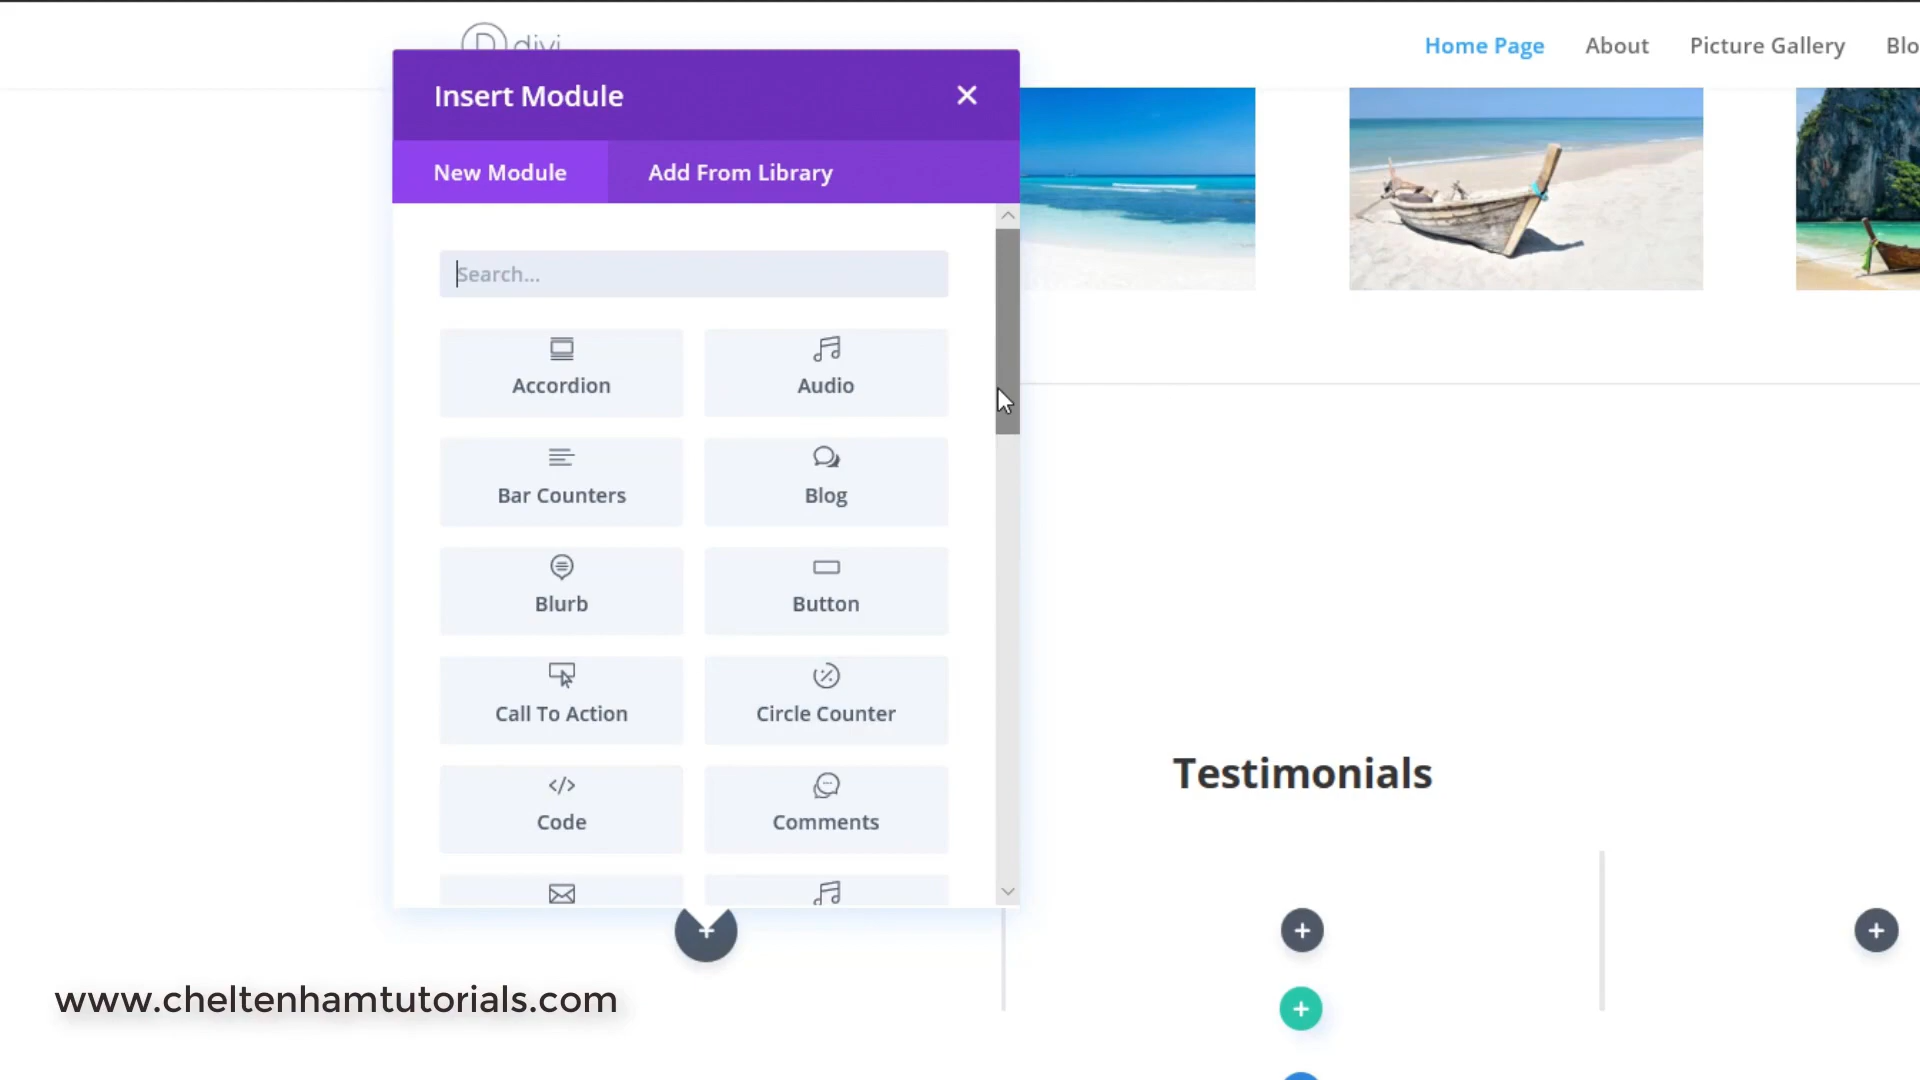 divi
Home Page
About
Picture Gallery
Blo
Insert Module
New Module
Add From Library
Search...
Accordion
Audio
Bar Counters
Blog
Blurb
Button
Call To Action
Circle Counter
Code
Comments
Testimonials
www.cheltenhamtutorials.com